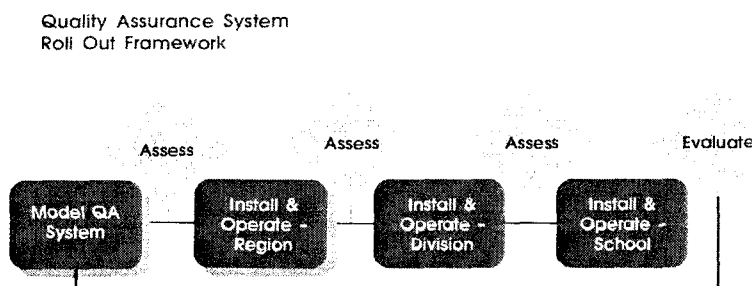 Quality Assurance System
Roll Out Framework
Assess
Assess
Assess
Evaluate
Model QA
System
Install &
Operate -
Region
Install &
Operate -
Division
Install &
Operate -
School